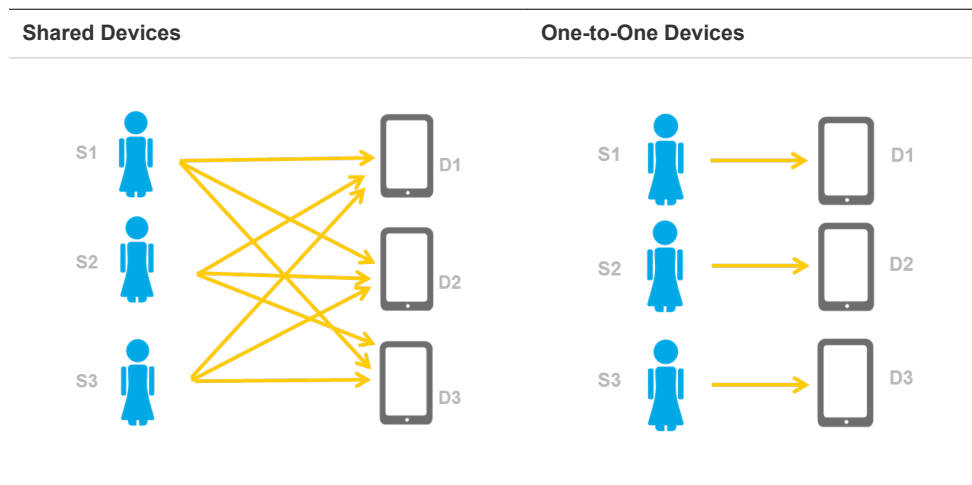 Shared Devices
One-to-One Devices
S1
D1
S2
D2
S3
D3
S1
D1
S2
D2
S3
D3